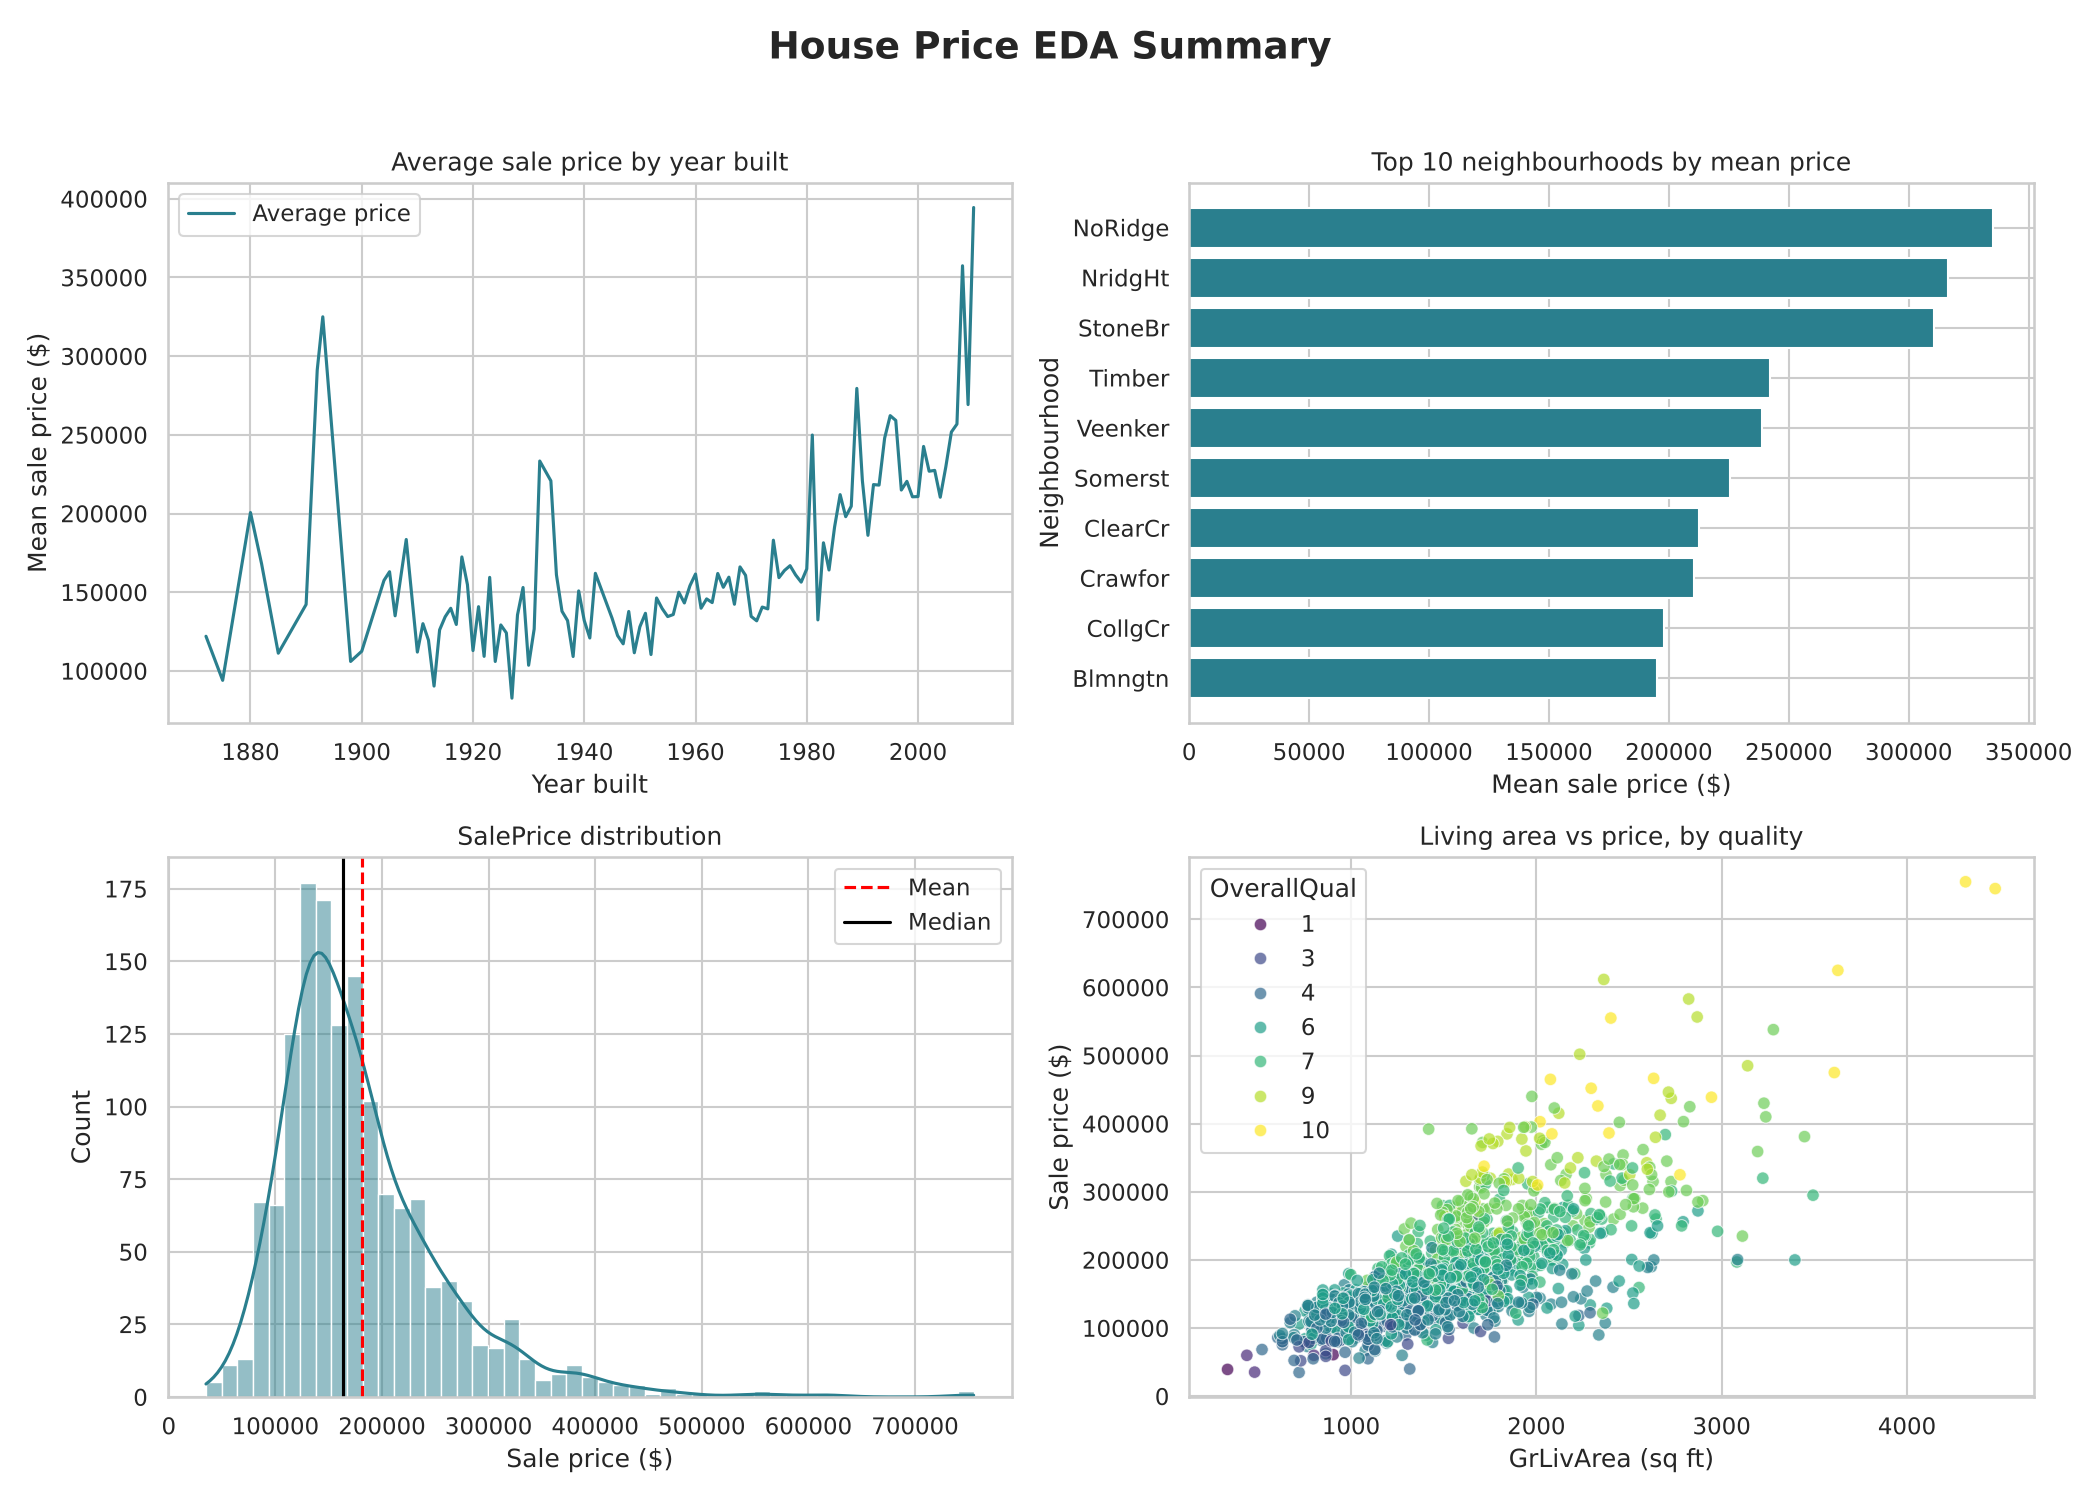 House Price EDA Summary
Average sale price by year built
Average price
Mean sale price ($)
400000
350000
300000
250000
200000
150000
100000
1880 1900 1920 1940 1960 1980 2000
Year built
Top 10 neighbourhoods by mean price
Neighbourhood
NoRidge
NridgHt
StoneBr
Timber
Veenker
Somerst
ClearCr
Crawfor
CollgCr
Blmngtn
0 50000 100000 150000 200000 250000 300000 350000
Mean sale price ($)
SalePrice distribution
Mean
Median
Count
175
150
125
100
75
50
25
0
0 100000 200000 300000 400000 500000 600000 700000
Sale price ($)
Living area vs price, by quality
OverallQual
1
3
4
6
7
9
10
Sale price ($)
700000
600000
500000
400000
300000
200000
100000
0
1000 2000 3000 4000
GrLivArea (sq ft)